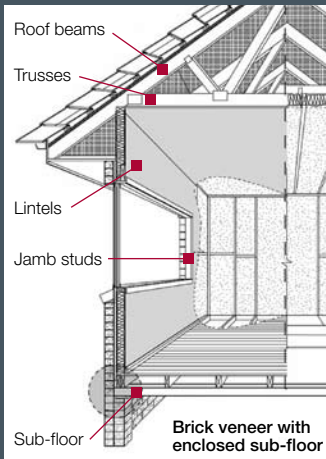 Roof beams
Trusses
Lintels
Jamb studs
Sub-floor
Brick veneer with
enclosed sub-floor